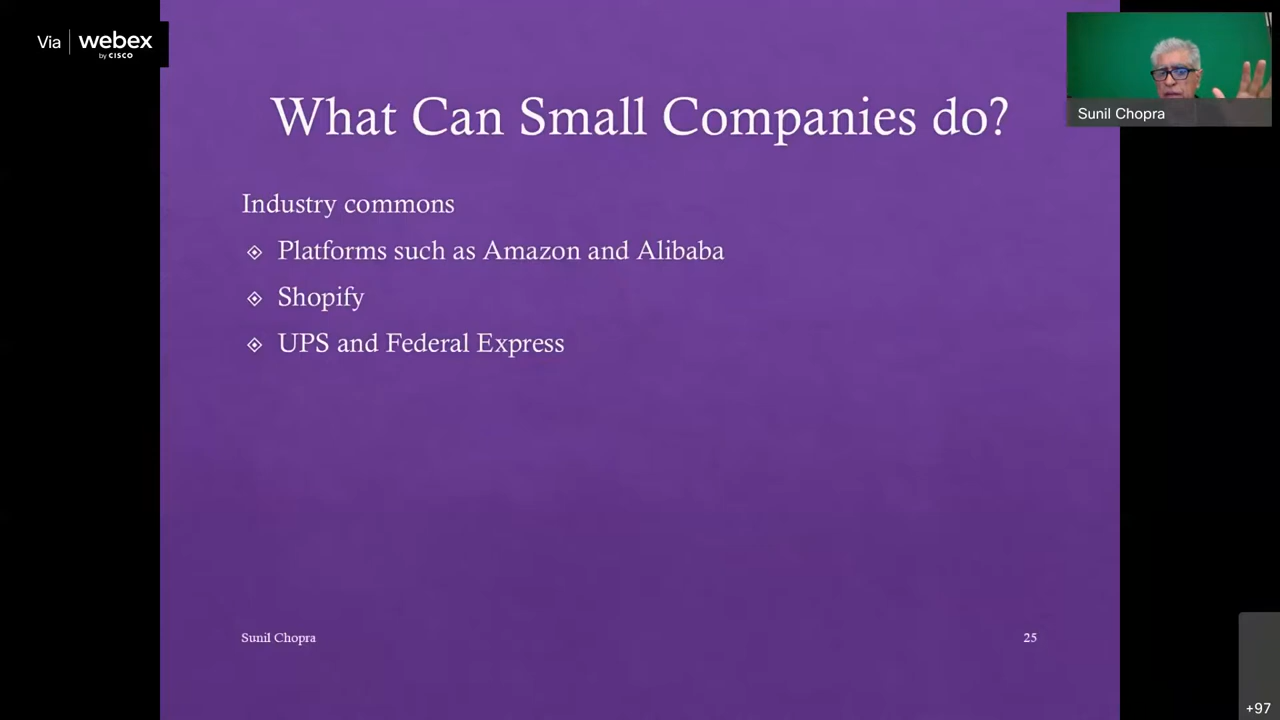 Via webex
by CISCO
Sunil Chopra
What Can Small Companies do?
Industry commons
Platforms such as Amazon and Alibaba
Shopify
UPS and Federal Express
Sunil Chopra
25
+97